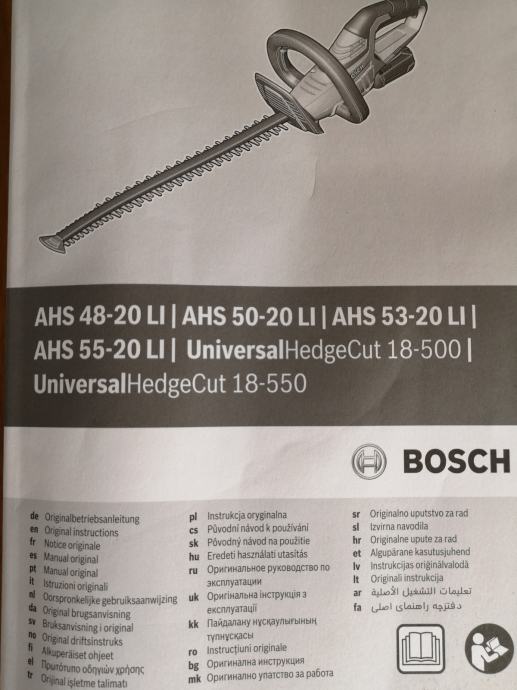 BOSCH
AHS 48-20 LI | AHS 50-20 LI | AHS 53-20 LI |
AHS 55-20 LI | UniversalHedgeCut 18-500 |
UniversalHedgeCut 18-550
BOSCH
de Originalbetriebsanleitung
en Original instructions
fr Notice originale
es Manual original
pt Manual original
it Istruzioni originali
nl Oorspronkelijke gebruiksaanwijzing
da Original brugsanvisning
sv Bruksanvisning i original
no Original driftsinstruks
fi Alkuperäiset ohjeet
el Πρωτότυπο οδηγιών χρήσης
tr Orijinal işletme talimatı
pl Instrukcja oryginalna
cs Původní návod k používání
sk Pôvodný návod na použitie
hu Eredeti használati utasítás
ru Оригинальное руководство по
эксплуатации
uk Оригінальна інструкція з
експлуатації
kk Пайдалану нұсқаулығының
түпнұсқасы
ro Instrucțiuni originale
bg Оригинална инструкция
mk Оригинално упатство за работа
sr Originalno uputstvo za rad
sl Izvirna navodila
hr Originalne upute za rad
et Algupärane kasutusjuhend
lv Instrukcijas oriģinālvalodā
lt Originali instrukcija
ar تعليمات التشغيل الأصلية
fa دفترچه راهنمای اصلی